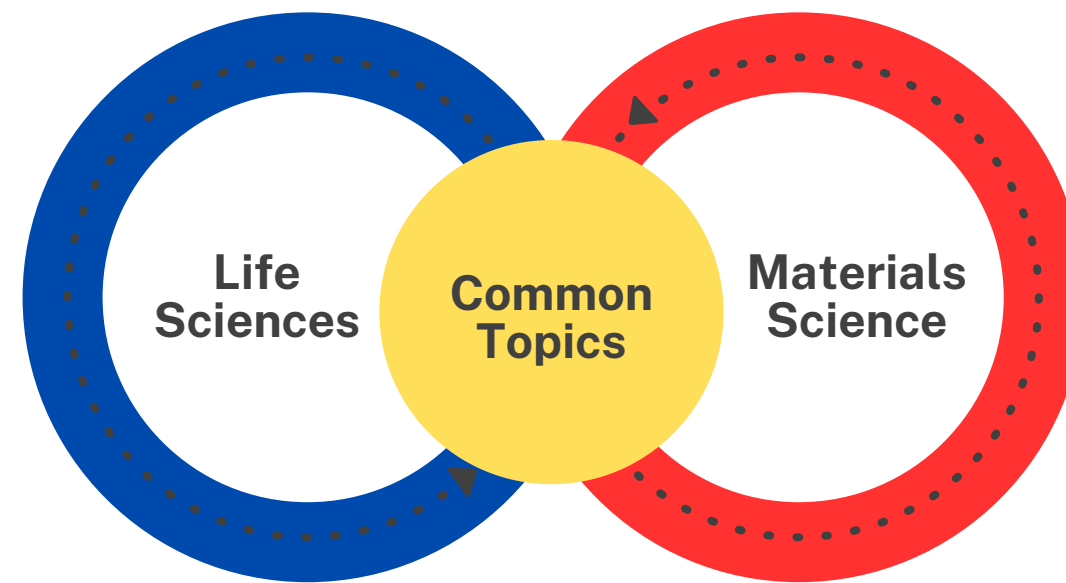 Life
Sciences
Common
Topics
Materials
Science